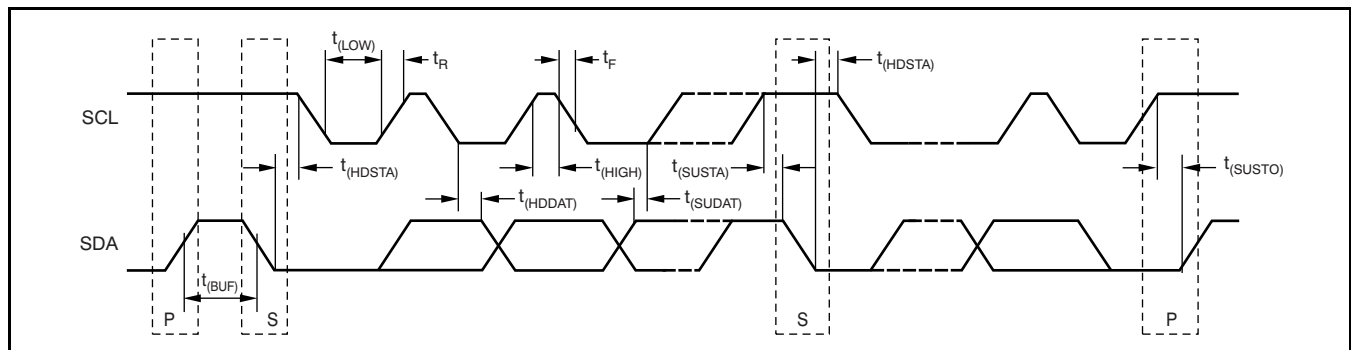 t(LOW)
tR
tF
t(HDSTA)
SCL
t(HDSTA)
t(HIGH)
t(SUSTA)
t(SUSTO)
t(HDDAT)
t(SUDAT)
SDA
t(BUF)
P
S
S
P